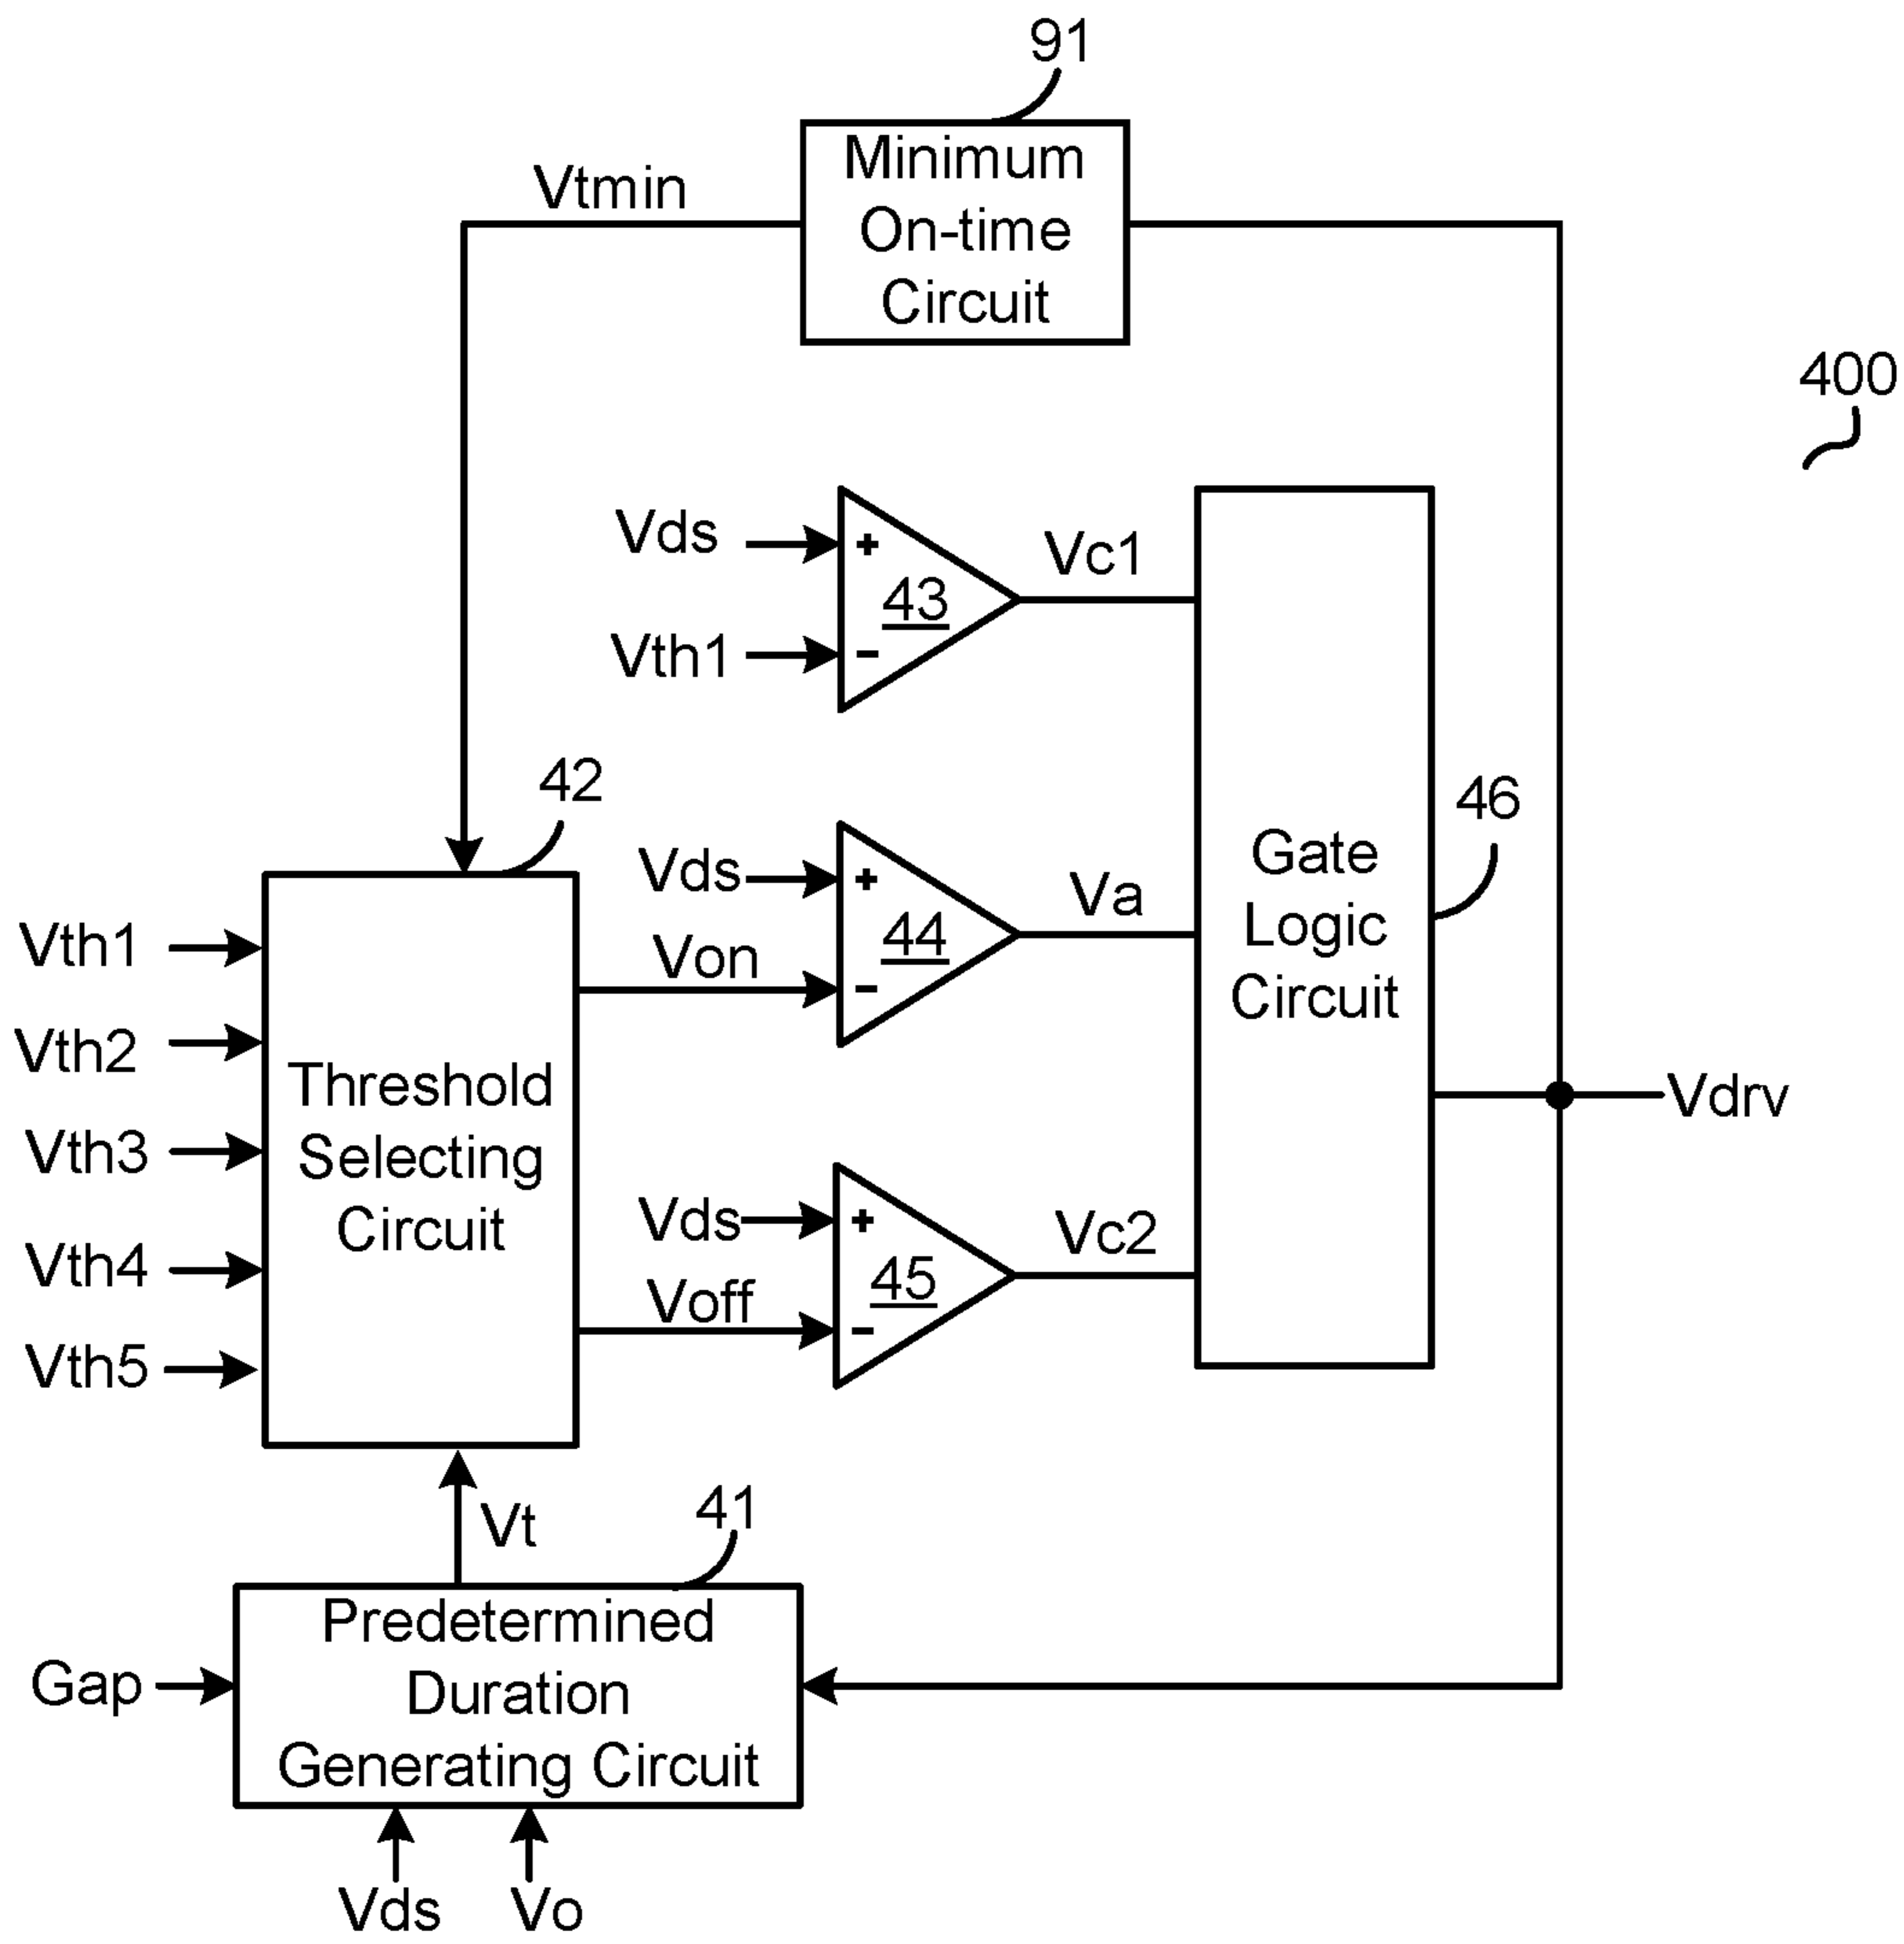 91
Minimum
On-time
Circuit
Vtmin
400
Vds
+
43
Vc1
Vth1
-
42
46
Vds
+
44
Va
Von
-
Gate
Logic
Circuit
Vth1
Vth2
Vth3
Vth4
Vth5
Threshold
Selecting
Circuit
Vdrv
Vds
+
45
Vc2
Voff
-
Vt
41
Gap
Predetermined
Duration
Generating Circuit
Vds
Vo